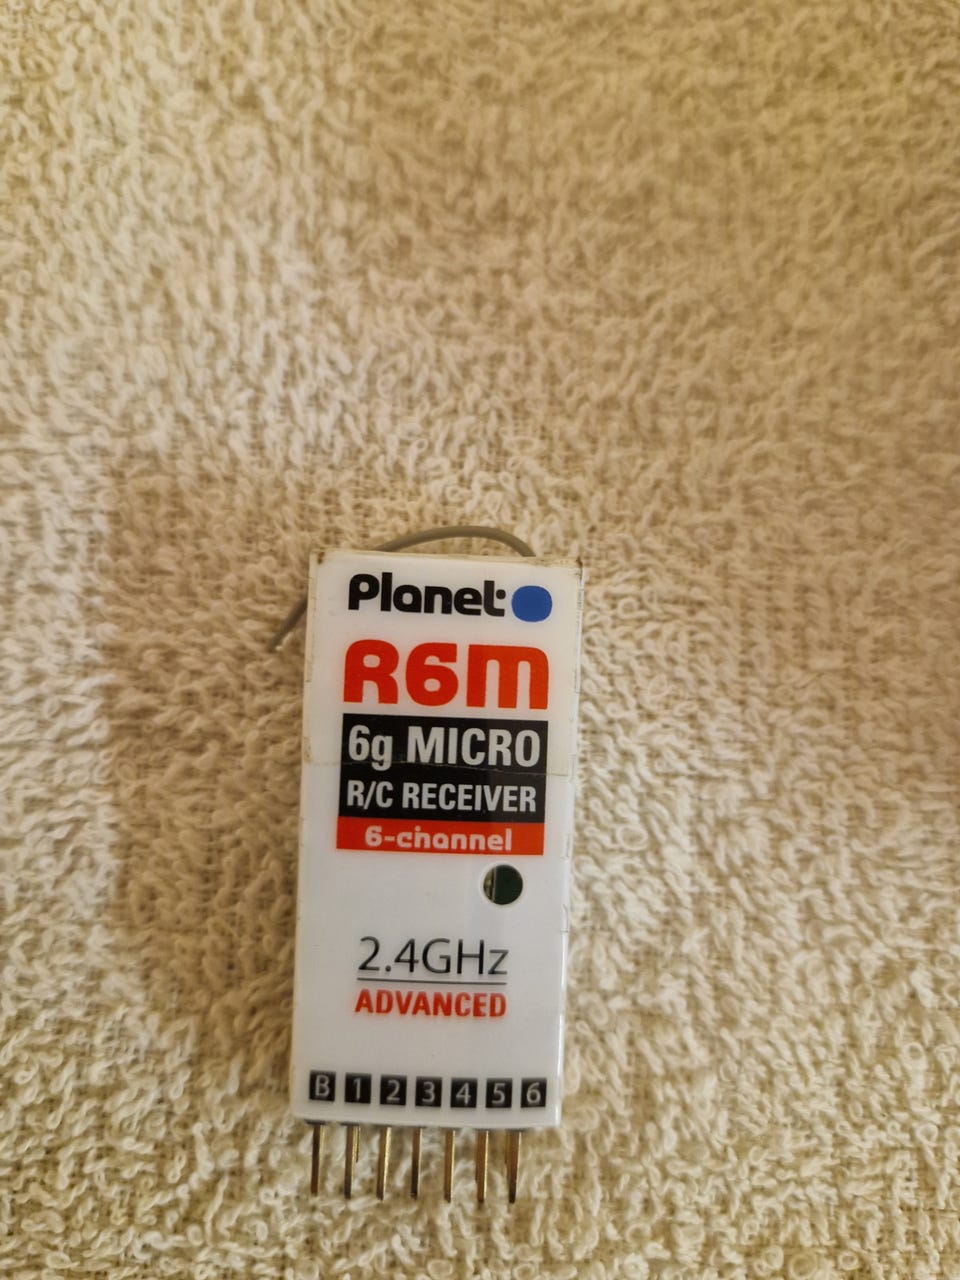 Planet
R6M
6g MICRO
R/C RECEIVER
6-channel
2.4GHz
ADVANCED
B 1 2 3 4 5 6